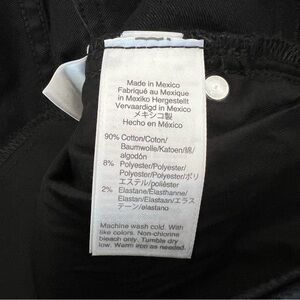 Made in Mexico
Fabriqué au Mexique
In Mexiko Hergestellt
Vervaardigd in Mexico
メキシコ製
Hecho en México
90% Cotton/Coton/
Baumwolle/Katoen/綿/
algodón
8% Polyester/Polyester/
Polyester/Polyester/ポリ
エステル/poliéster
2% Elastane/Élasthanne/
Elastan/Elastaan/エラス
テーン/elastano
Machine wash cold. With
like colors. Non-chlorine
bleach only. Tumble dry
low. Warm iron as needed.